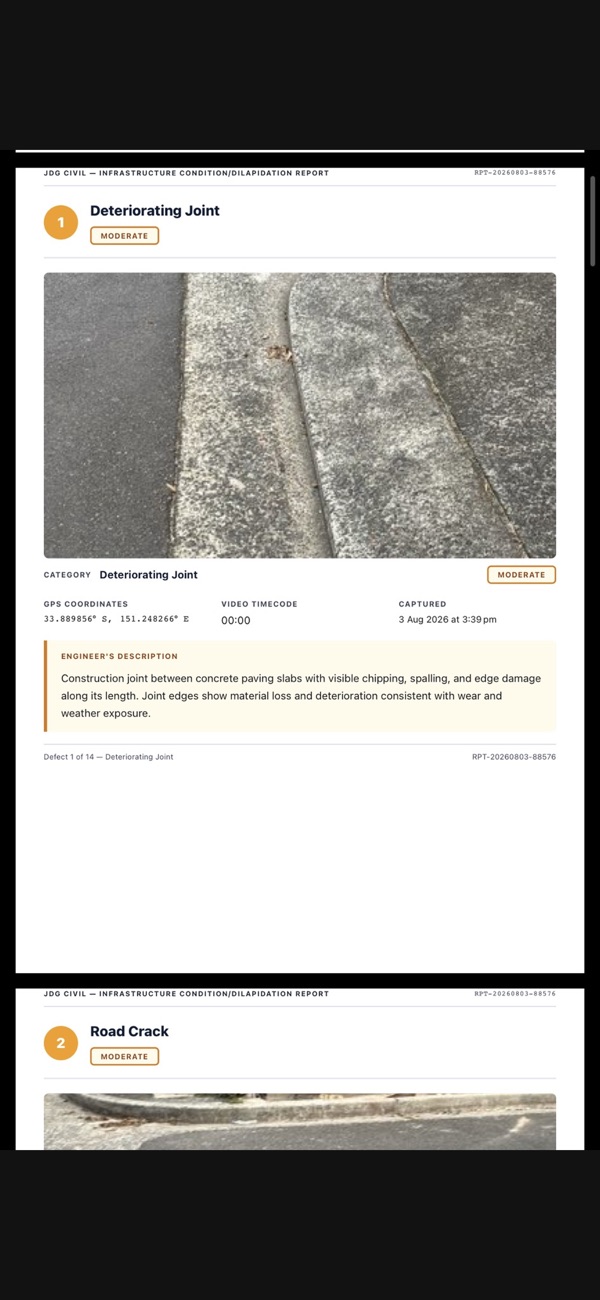 JDG CIVIL — INFRASTRUCTURE CONDITION/DILAPIDATION REPORT
RPT-20260803-88576
1
Deteriorating Joint
MODERATE
CATEGORY Deteriorating Joint
MODERATE
GPS COORDINATES
VIDEO TIMECODE
CAPTURED
33.889856° S, 151.248266° E
00:00
3 Aug 2026 at 3:39 pm
ENGINEER'S DESCRIPTION
Construction joint between concrete paving slabs with visible chipping, spalling, and edge damage
along its length. Joint edges show material loss and deterioration consistent with wear and
weather exposure.
Defect 1 of 14 — Deteriorating Joint
RPT-20260803-88576
JDG CIVIL — INFRASTRUCTURE CONDITION/DILAPIDATION REPORT
RPT-20260803-88576
2
Road Crack
MODERATE